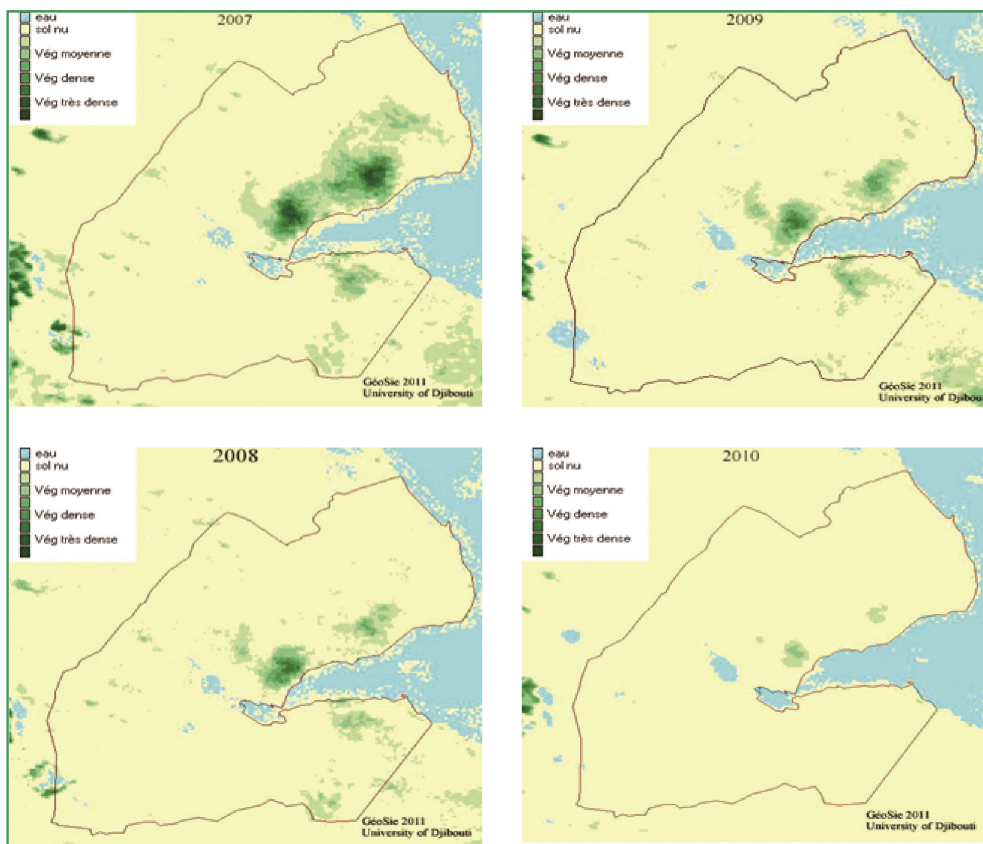 2007
eau
sol nu
Vég moyenne
Vég dense
Vég très dense
GéoSie 2011
University of Djibouti
2009
eau
sol nu
Vég moyenne
Vég dense
Vég très dense
GéoSie 2011
University of Djibouti
2008
eau
sol nu
Vég moyenne
Vég dense
Vég très dense
GéoSie 2011
University of Djibouti
2010
eau
sol nu
Vég moyenne
Vég dense
Vég très dense
GéoSie 2011
University of Djibouti